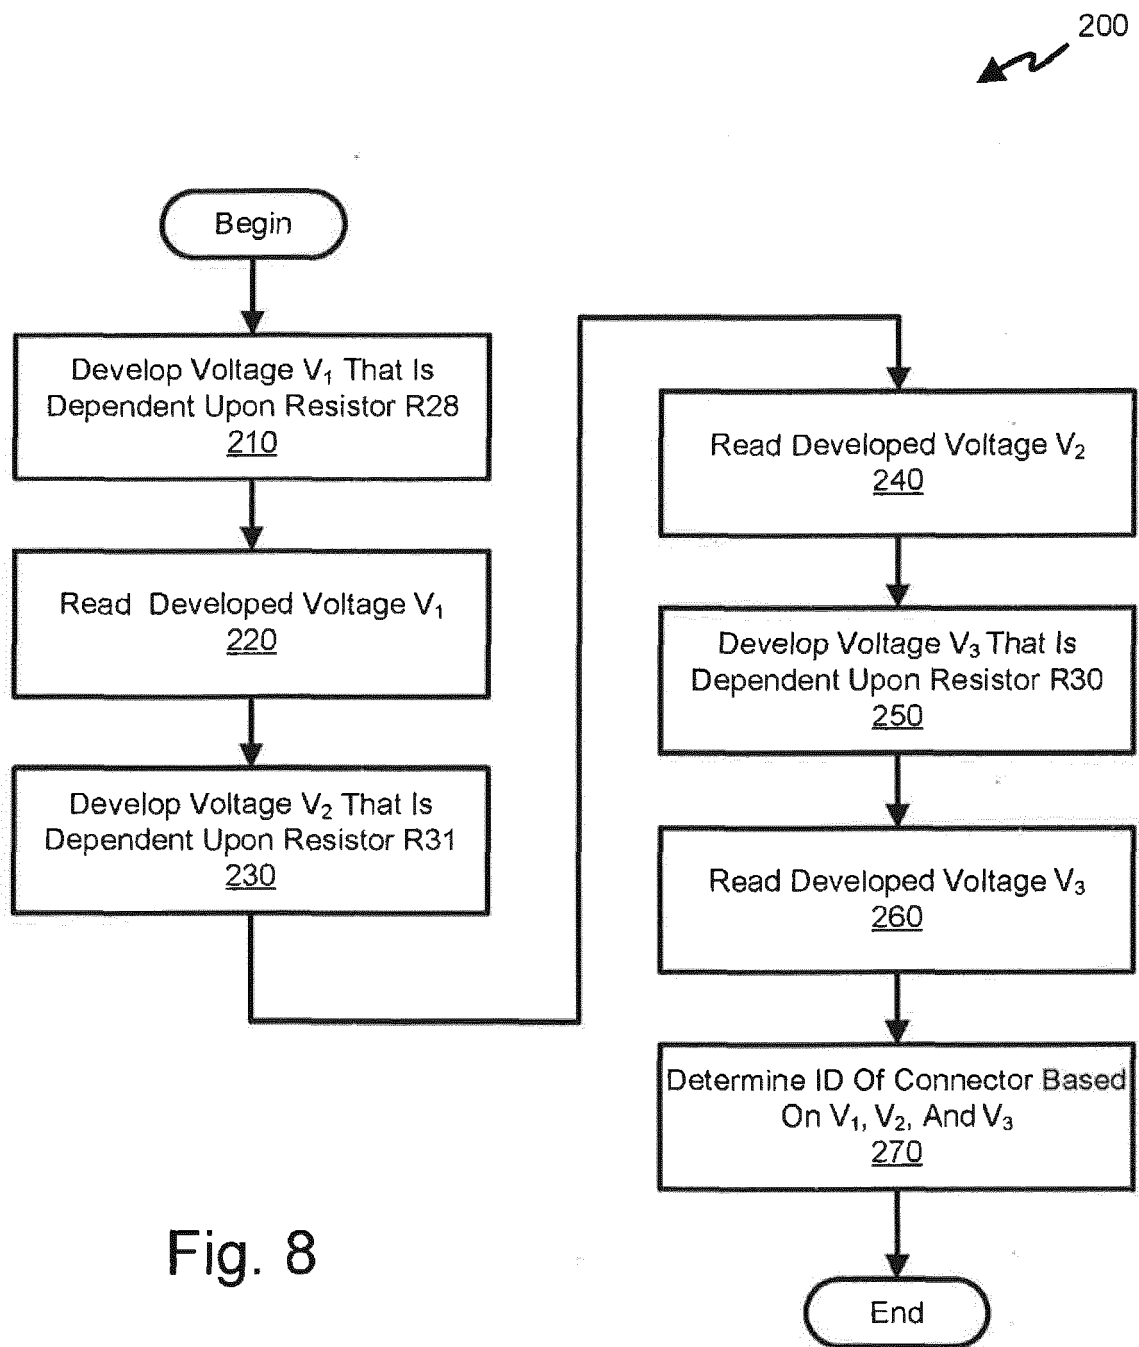 200
Begin
Develop Voltage V₁ That Is
Dependent Upon Resistor R28
210
Read Developed Voltage V₁
220
Develop Voltage V₂ That Is
Dependent Upon Resistor R31
230
Read Developed Voltage V₂
240
Develop Voltage V₃ That Is
Dependent Upon Resistor R30
250
Read Developed Voltage V₃
260
Determine ID Of Connector Based
On V₁, V₂, And V₃
270
End
Fig. 8